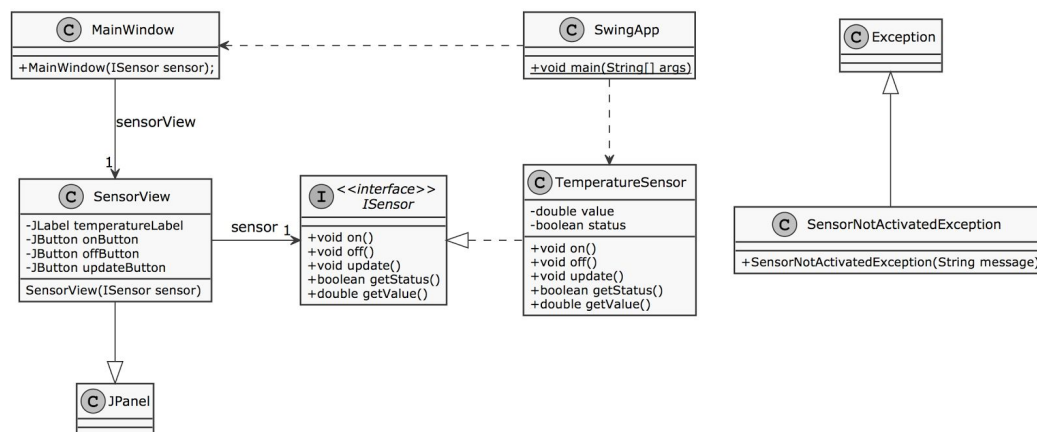 C MainWindow
+MainWindow(ISensor sensor);
C SwingApp
+void main(String[] args)
C Exception
sensorView
1
C SensorView
-JLabel temperatureLabel
-JButton onButton
-JButton offButton
-JButton updateButton
SensorView(ISensor sensor)
sensor 1
I <<interface>>
ISensor
+void on()
+void off()
+void update()
+boolean getStatus()
+double getValue()
C TemperatureSensor
-double value
-boolean status
+void on()
+void off()
+void update()
+boolean getStatus()
+double getValue()
C SensorNotActivatedException
+SensorNotActivatedException(String message)
C JPanel